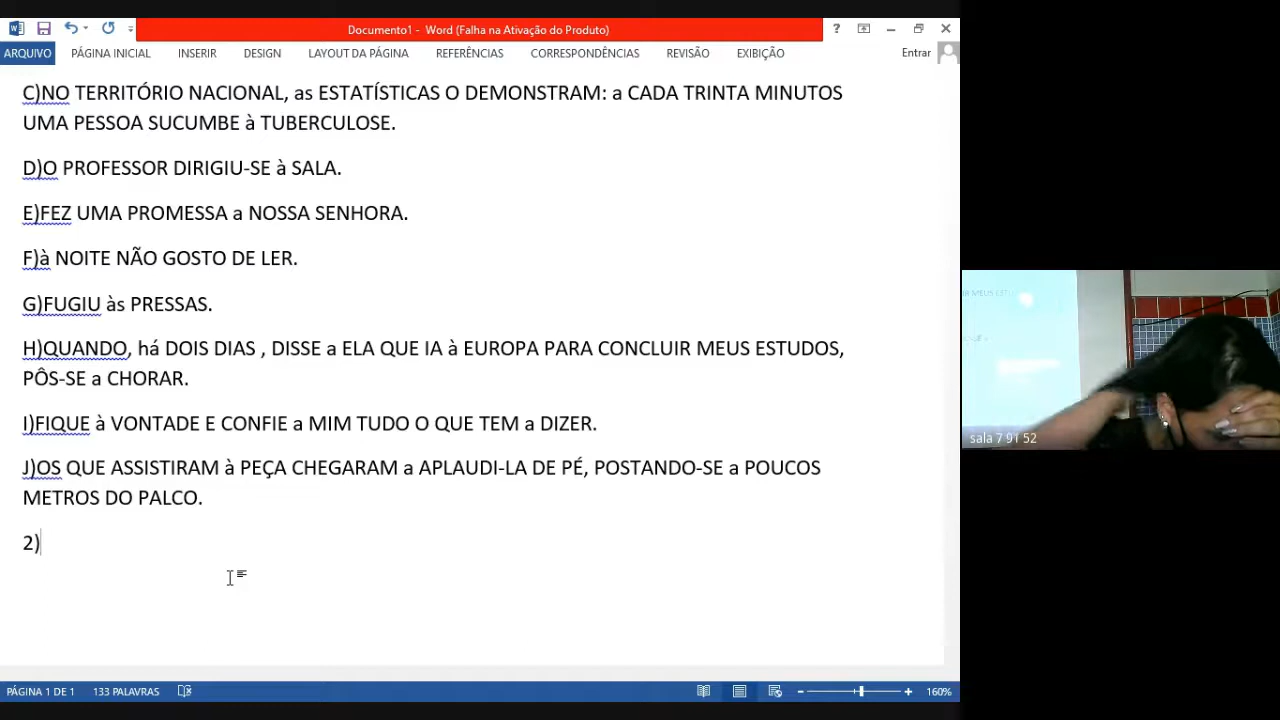 Documento1 - Word (Falha na Ativação do Produto)
?
ARQUIVO PÁGINA INICIAL INSERIR DESIGN LAYOUT DA PÁGINA REFERÊNCIAS CORRESPONDÊNCIAS REVISÃO EXIBIÇÃO Entrar
C)NO TERRITÓRIO NACIONAL, as ESTATÍSTICAS O DEMONSTRAM: a CADA TRINTA MINUTOS
UMA PESSOA SUCUMBE à TUBERCULOSE.
D)O PROFESSOR DIRIGIU-SE à SALA.
E)FEZ UMA PROMESSA a NOSSA SENHORA.
F)à NOITE NÃO GOSTO DE LER.
G)FUGIU às PRESSAS.
H)QUANDO, há DOIS DIAS , DISSE a ELA QUE IA à EUROPA PARA CONCLUIR MEUS ESTUDOS,
PÔS-SE a CHORAR.
I)FIQUE à VONTADE E CONFIE a MIM TUDO O QUE TEM a DIZER.
J)OS QUE ASSISTIRAM à PEÇA CHEGARAM a APLAUDI-LA DE PÉ, POSTANDO-SE a POUCOS
METROS DO PALCO.
2)
sala 7 91 52
PÁGINA 1 DE 1 133 PALAVRAS 160%